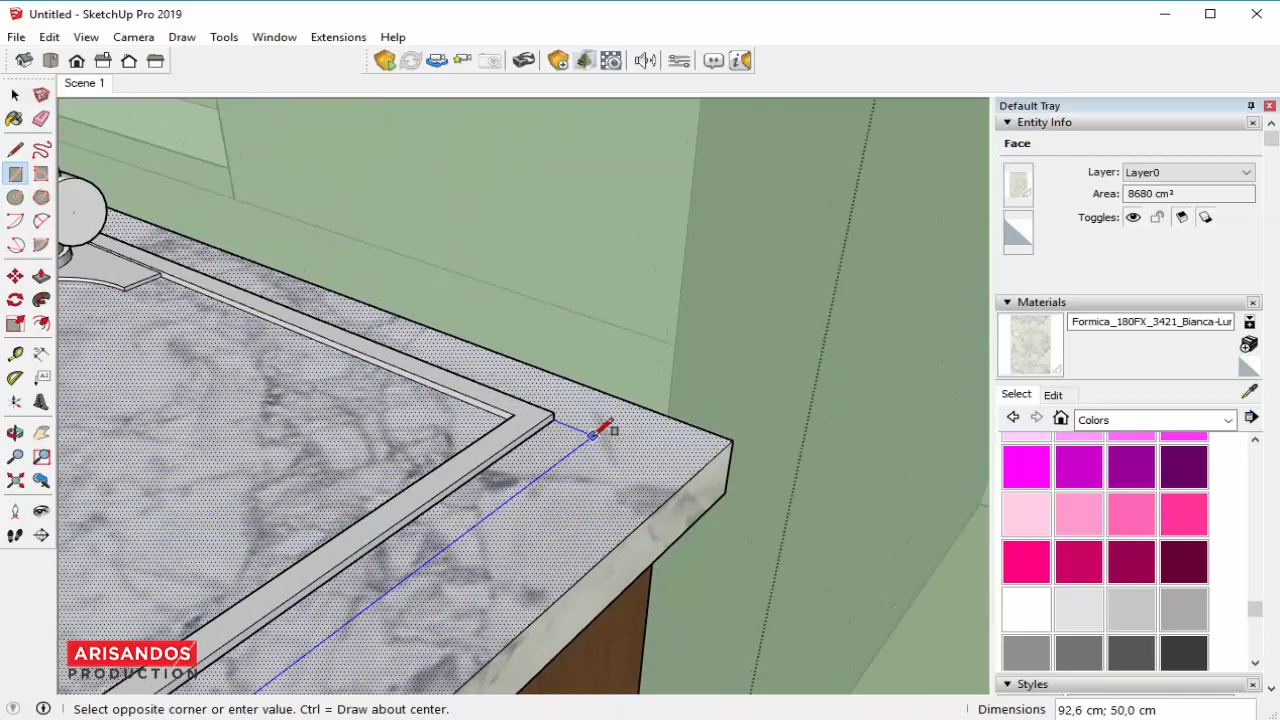 Untitled - SketchUp Pro 2019
File Edit View Camera Draw Tools Window Extensions Help
Scene 1
Default Tray
Entity Info
Face
Layer: Layer0
Area: 8680 cm²
Toggles:
Materials
Formica_180FX_3421_Bianca-Lur
Select Edit
Colors
ARISANDOS
PRODUCTION
Styles
Select opposite corner or enter value. Ctrl = Draw about center.
Dimensions 92,6 cm; 50,0 cm